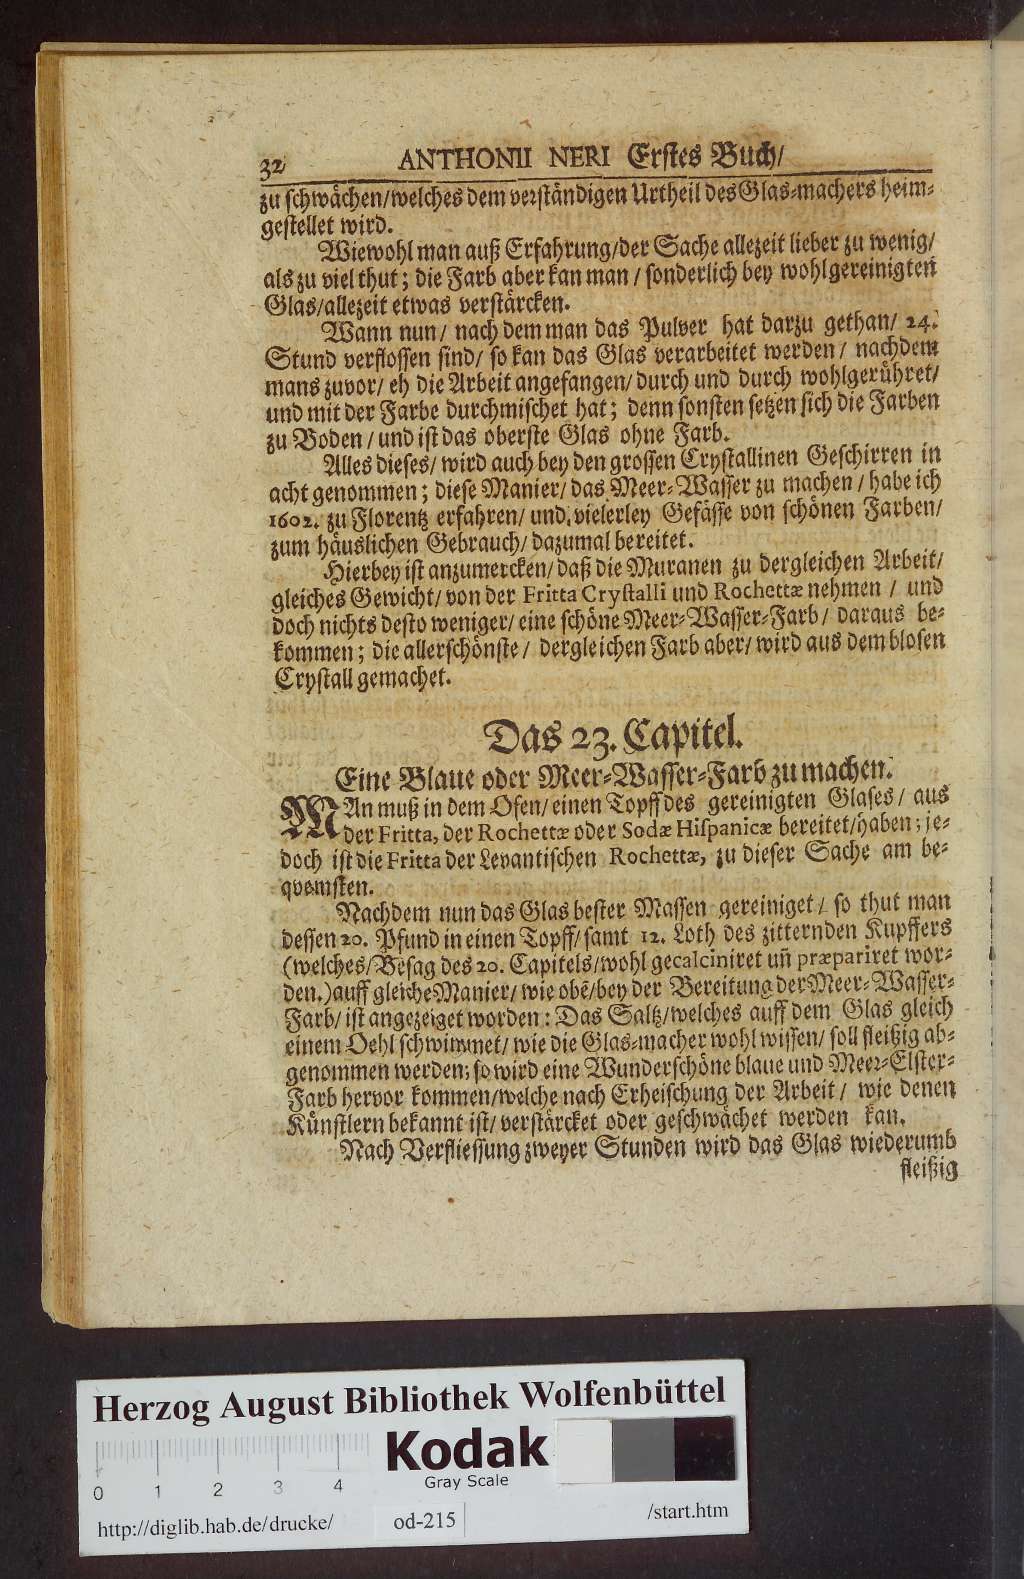 32 ANTHONII NERI Erstes Buch/
zu schwächen/welches dem verständigen Urtheil des Glas-machers heim-
gestellet wird.
Wiewohl man auß Erfahrung/der Sache allezeit lieber zu wenig/
als zu viel thut; die Farb aber kan man/ sonderlich bey wohlgereinigten
Glas/allezeit etwas verstärcken.
Wann nun/ nach dem man das Pulver hat darzu gethan/ 24.
Stund verflossen sind/ so kan das Glas verarbeitet werden/ nachdem
mans zuvor/ eh die Arbeit angefangen/ durch und durch wohlgerühret/
und mit der Farbe durchmischet hat; denn sonsten setzen sich die Farben
zu Boden/ und ist das oberste Glas ohne Farb.
Alles dieses/ wird auch bey den grossen Crystallinen Geschirren in
acht genommen; diese Manier/ das Meer-Wasser zu machen/ habe ich
1602. zu Florentz erfahren/ und vielerley Gefässe von schönen Farben/
zum häuslichen Gebrauch/ dazumal bereitet.
Hierbey ist anzumercken/ daß die Muranen zu dergleichen Arbeit/
gleiches Gewicht/ von der Fritta Crystalli und Rochettæ nehmen/ und
doch nichts desto weniger/ eine schöne Meer-Wasser-Farb/ daraus be-
kommen; die allerschönste/ dergleichen Farb aber/ wird aus dem blosen
Crystall gemachet.
Das 23. Capitel.
Eine Blaue oder Meer-Wasser-Farb zu machen.
MAn muß in dem Ofen/ einen Topff des gereinigten Glases/ aus
der Fritta, der Rochettæ oder Sodæ Hispanicæ bereitet/haben; je-
doch ist die Fritta der Levantischen Rochettæ, zu dieser Sache am be-
qvomsten.
Nachdem nun das Glas bester Massen gereiniget/ so thut man
dessen 20. Pfund in einen Topff/ samt 12. Loth des zitternden Kupffers
(welches/Besag des 20. Capitels/wohl gecalciniret uñ præpariret wor-
den.) auff gleiche Manier/ wie obē/bey der Bereitung der Meer-Wasser-
Farb/ ist angezeiget worden: Das Saltz/welches auff dem Glas gleich
einem Oehl schwimmet/ wie die Glas-macher wohl wissen/ soll fleißig ab-
genommen werden; so wird eine Wunderschöne blaue und Meer-Elster-
Farb hervor kommen/welche nach Erheischung der Arbeit/ wie denen
Künstlern bekannt ist/ verstärcket oder geschwächet werden kan.
Nach Verfliessung zweyer Stunden wird das Glas wiederumb
fleißig
Herzog August Bibliothek Wolfenbüttel
Kodak
Gray Scale
0 1 2 3 4
http://diglib.hab.de/drucke/ od-215 /start.htm